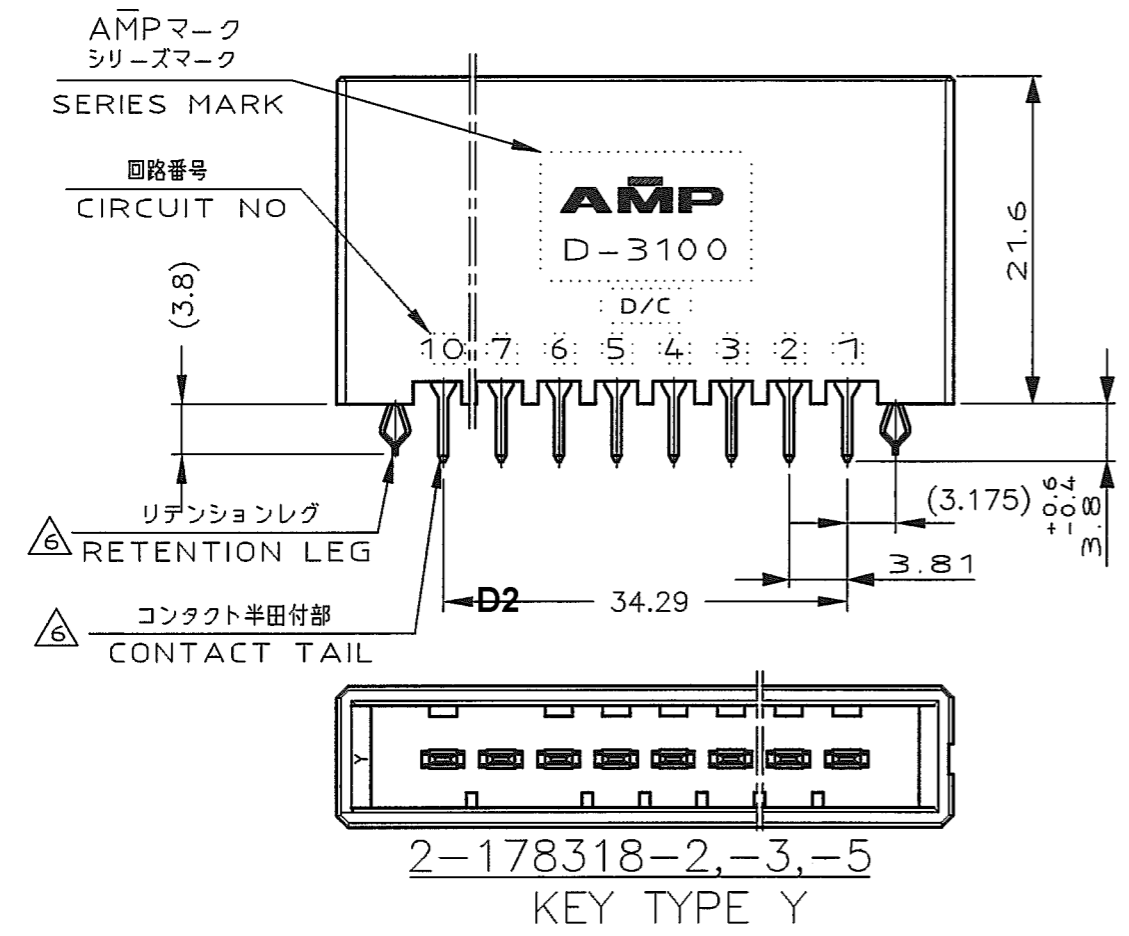 AMPマーク
シリーズマーク
SERIES MARK
回路番号
CIRCUIT NO
AMP
D-3100
D/C
10 7 6 5 4 3 2 1
(3.8)
21.6
リテンションレグ
6 RETENTION LEG
(3.175)
3.8 +0.6 -0.4
3.81
D2 34.29
コンタクト半田付部
6 CONTACT TAIL
Y
2-178318-2,-3,-5
KEY TYPE Y